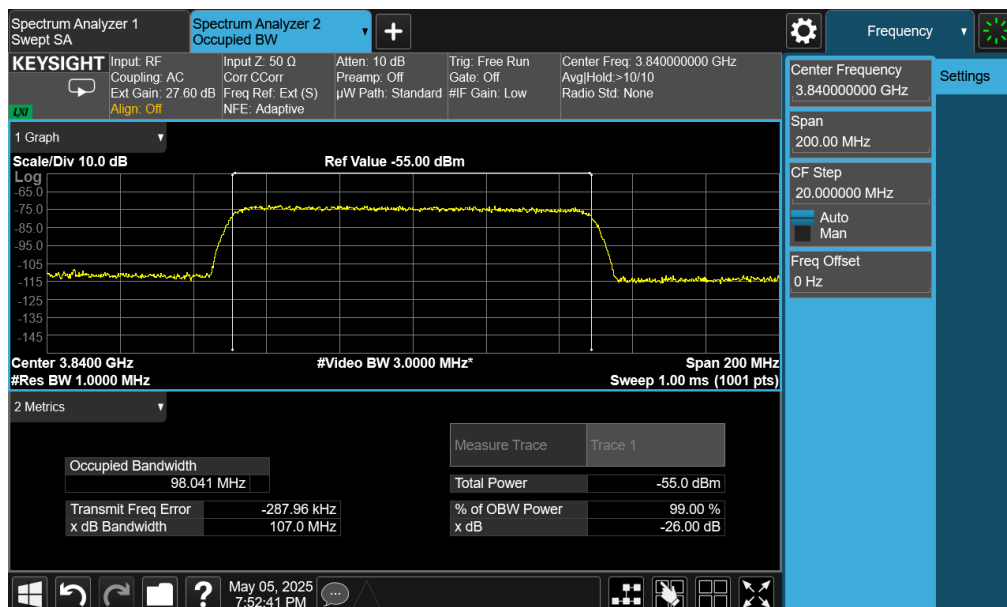 Spectrum Analyzer 1
Swept SA
Spectrum Analyzer 2
Occupied BW
Frequency
KEYSIGHT
LXI
Input: RF
Coupling: AC
Ext Gain: 27.60 dB
Align: Off
Input Z: 50 Ω
Corr CCorr
Freq Ref: Ext (S)
NFE: Adaptive
Atten: 10 dB
Preamp: Off
µW Path: Standard
Trig: Free Run
Gate: Off
#IF Gain: Low
Center Freq: 3.840000000 GHz
Avg|Hold:>10/10
Radio Std: None
Center Frequency
3.840000000 GHz
Settings
Span
200.00 MHz
CF Step
20.000000 MHz
Auto
Man
Freq Offset
0 Hz
1 Graph
Scale/Div 10.0 dB
Ref Value -55.00 dBm
Log
-65.0
-75.0
-85.0
-95.0
-105
-115
-125
-135
-145
Center 3.8400 GHz
#Video BW 3.0000 MHz*
Span 200 MHz
#Res BW 1.0000 MHz
Sweep 1.00 ms (1001 pts)
2 Metrics
Measure Trace
Trace 1
Occupied Bandwidth
98.041 MHz
Total Power
-55.0 dBm
Transmit Freq Error
-287.96 kHz
% of OBW Power
99.00 %
x dB Bandwidth
107.0 MHz
x dB
-26.00 dB
?
May 05, 2025
7:52:41 PM